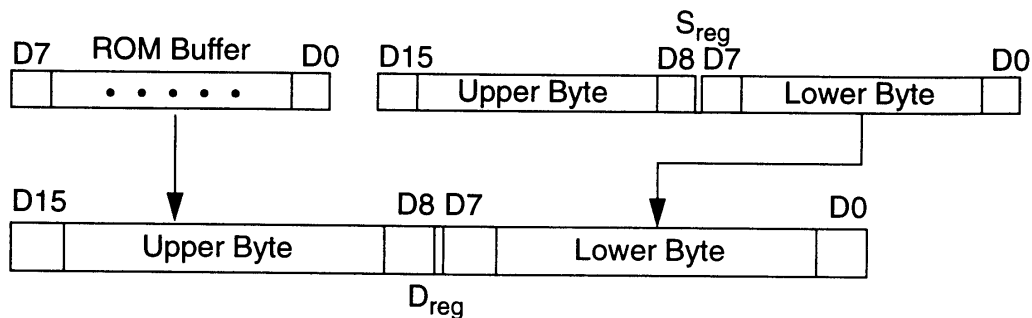 D7 ROM Buffer D0
S_reg
D15 D8 D7 D0
Upper Byte Lower Byte
D15 D8 D7 D0
Upper Byte Lower Byte
D_reg